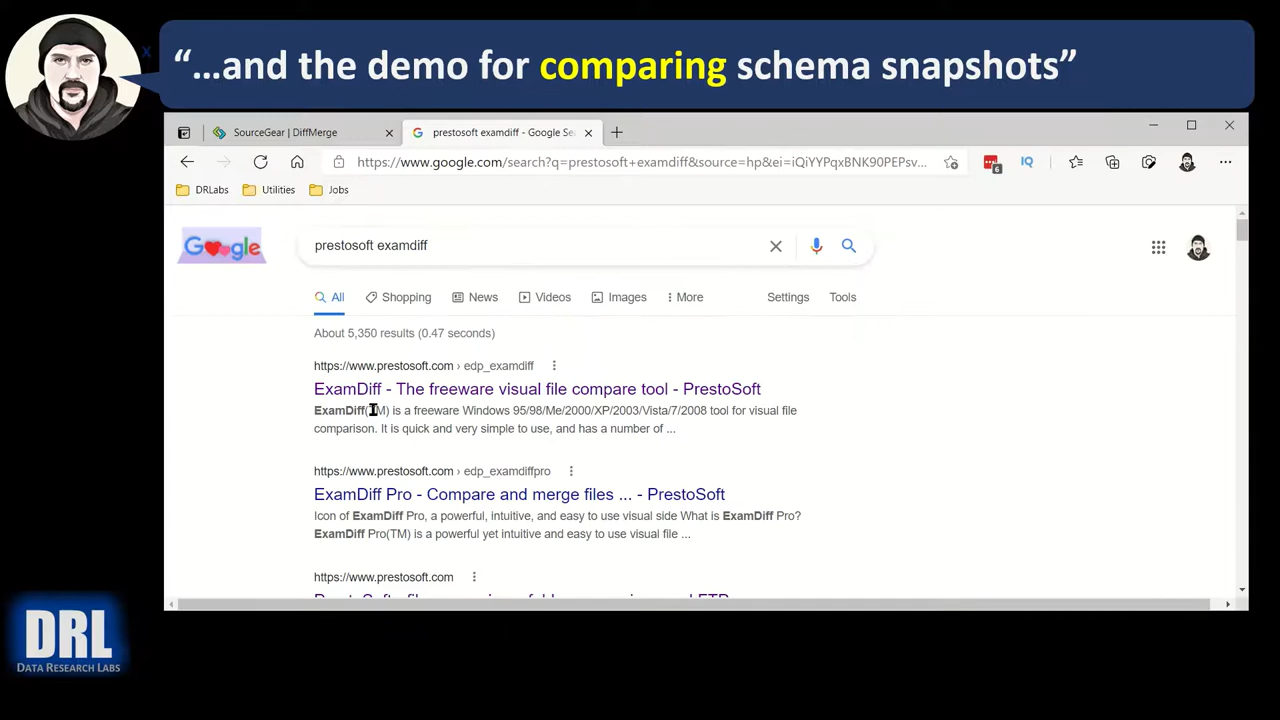 “...and the demo for comparing schema snapshots”
x
SourceGear | DiffMerge
prestosoft examdiff - Google Se
https://www.google.com/search?q=prestosoft+examdiff&source=hp&ei=iQiYYPqxBNK90PEPsv...
6
IQ
DRLabs
Utilities
Jobs
Google
prestosoft examdiff
All
Shopping
News
Videos
Images
More
Settings
Tools
About 5,350 results (0.47 seconds)
https://www.prestosoft.com › edp_examdiff
ExamDiff - The freeware visual file compare tool - PrestoSoft
ExamDiff(TM) is a freeware Windows 95/98/Me/2000/XP/2003/Vista/7/2008 tool for visual file
comparison. It is quick and very simple to use, and has a number of ...
https://www.prestosoft.com › edp_examdiffpro
ExamDiff Pro - Compare and merge files ... - PrestoSoft
Icon of ExamDiff Pro, a powerful, intuitive, and easy to use visual side What is ExamDiff Pro?
ExamDiff Pro(TM) is a powerful yet intuitive and easy to use visual file ...
https://www.prestosoft.com
DRL
DATA RESEARCH LABS